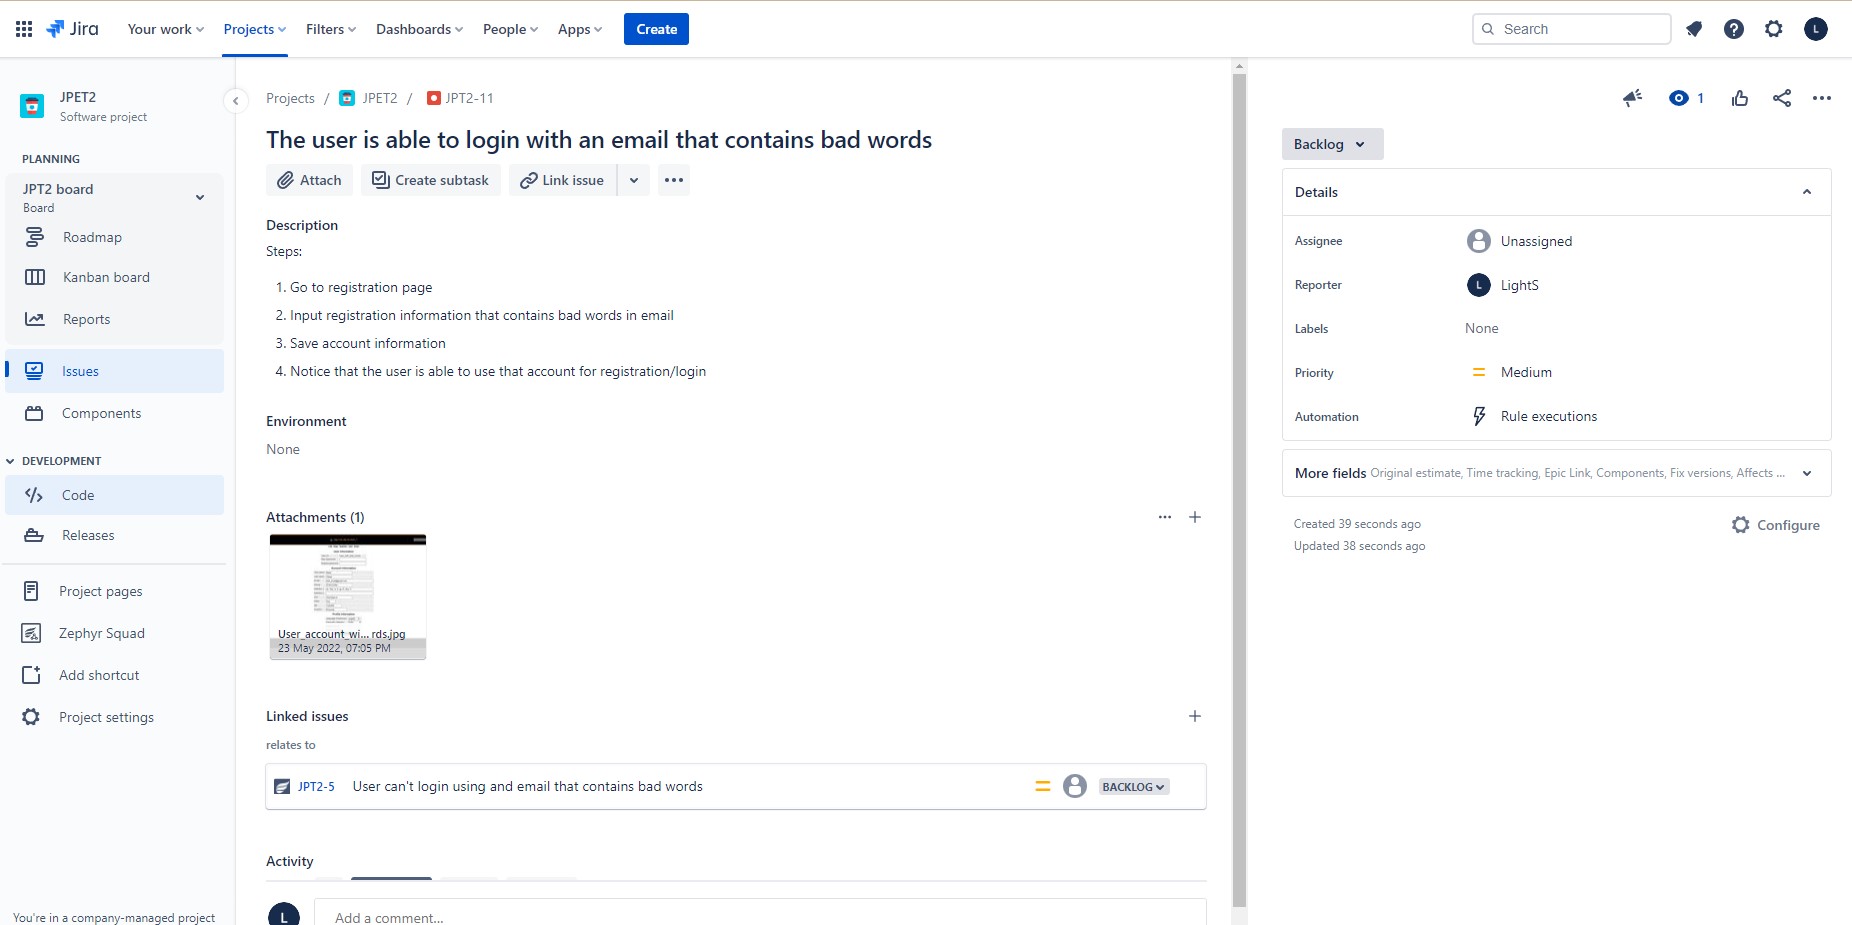 Jira
Your work
Projects
Filters
Dashboards
People
Apps
Create
Search
L
JPET2
Software project
PLANNING
JPT2 board
Board
Roadmap
Kanban board
Reports
Issues
Components
DEVELOPMENT
Code
Releases
Project pages
Zephyr Squad
Add shortcut
Project settings
You're in a company-managed project
Projects / JPET2 / JPT2-11
The user is able to login with an email that contains bad words
Attach
Create subtask
Link issue
Description
Steps:
1. Go to registration page
2. Input registration information that contains bad words in email
3. Save account information
4. Notice that the user is able to use that account for registration/login
Environment
None
Attachments (1)
User_account_wi... rds.jpg
23 May 2022, 07:05 PM
Linked issues
relates to
JPT2-5 User can't login using and email that contains bad words
BACKLOG
Activity
L
Add a comment...
1
Backlog
Details
Assignee
Unassigned
Reporter
L LightS
Labels
None
Priority
Medium
Automation
Rule executions
More fields Original estimate, Time tracking, Epic Link, Components, Fix versions, Affects ...
Created 39 seconds ago
Updated 38 seconds ago
Configure